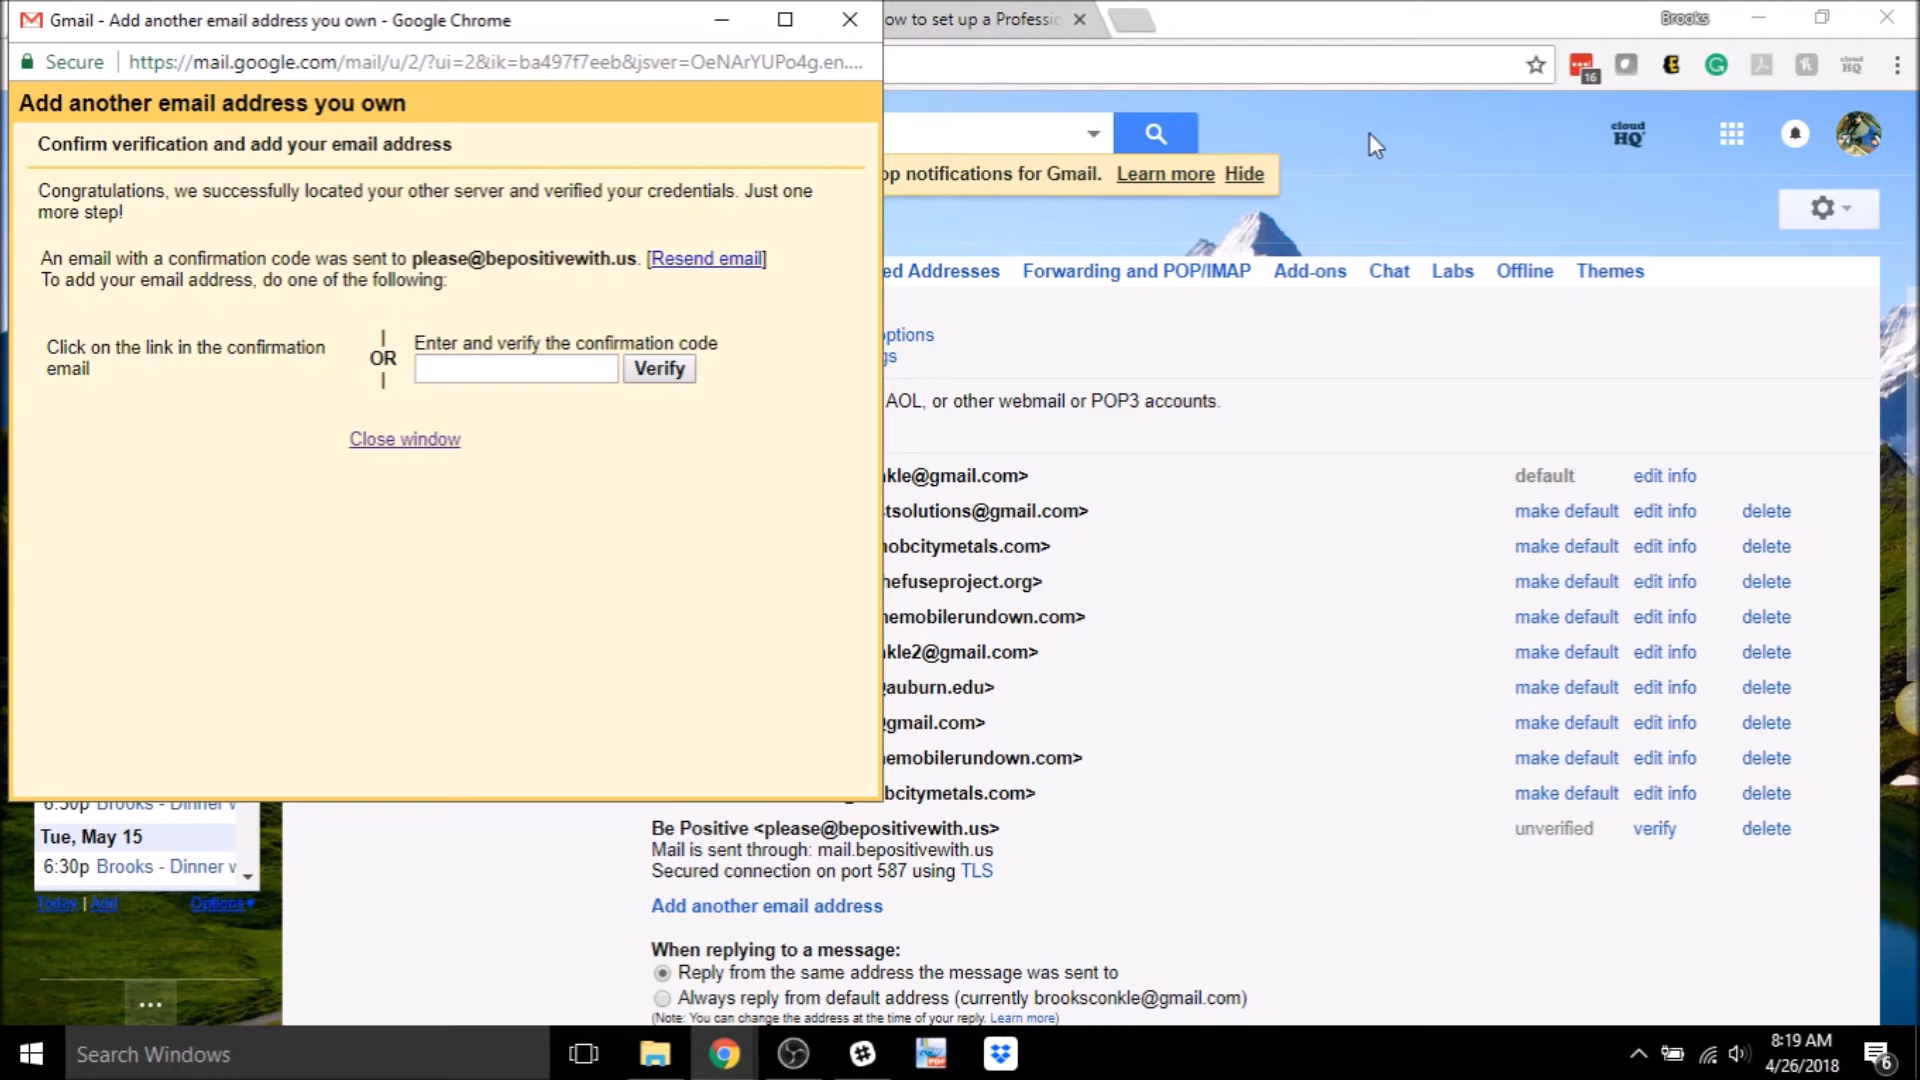 Gmail - Add another email address you own - Google Chrome
ow to set up a Professic
Brooks
Secure
https://mail.google.com/mail/u/2/?ui=2&ik=ba497f7eeb&jsver=OeNArYUPo4g.en....
16
cloud HQ
Add another email address you own
Confirm verification and add your email address
cloud HQ
op notifications for Gmail. Learn more Hide
Congratulations, we successfully located your other server and verified your credentials. Just one
more step!
An email with a confirmation code was sent to please@bepositivewith.us. [Resend email]
To add your email address, do one of the following:
ed Addresses Forwarding and POP/IMAP Add-ons Chat Labs Offline Themes
Click on the link in the confirmation
email
OR
Enter and verify the confirmation code
Verify
Close window
ptions
gs
AOL, or other webmail or POP3 accounts.
kle@gmail.com> default edit info
tsolutions@gmail.com> make default edit info delete
obcitymetals.com> make default edit info delete
hefuseproject.org> make default edit info delete
emobilerundown.com> make default edit info delete
kle2@gmail.com> make default edit info delete
auburn.edu> make default edit info delete
@gmail.com> make default edit info delete
emobilerundown.com> make default edit info delete
bcitymetals.com> make default edit info delete
Be Positive <please@bepositivewith.us> unverified verify delete
Mail is sent through: mail.bepositivewith.us
Secured connection on port 587 using TLS
Add another email address
When replying to a message:
Reply from the same address the message was sent to
Always reply from default address (currently brooksconkle@gmail.com)
(Note: You can change the address at the time of your reply. Learn more)
6:30p Brooks - Dinner w
Tue, May 15
6:30p Brooks - Dinner w
Today | Add Options
Search Windows
8:19 AM
4/26/2018
6